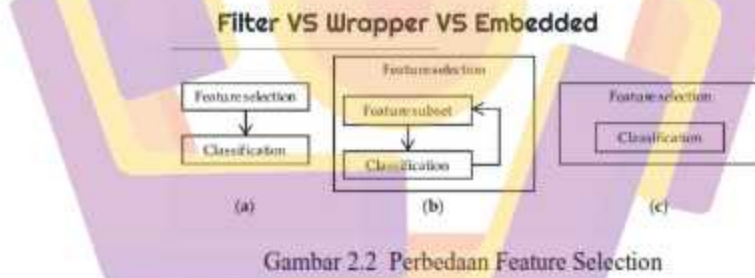 Filter VS Wrapper VS Embedded
Feature selection
Classification
(a)
Feature selection
Feature subset
Classification
(b)
Feature selection
Classification
(c)
Gambar 2.2 Perbedaan Feature Selection